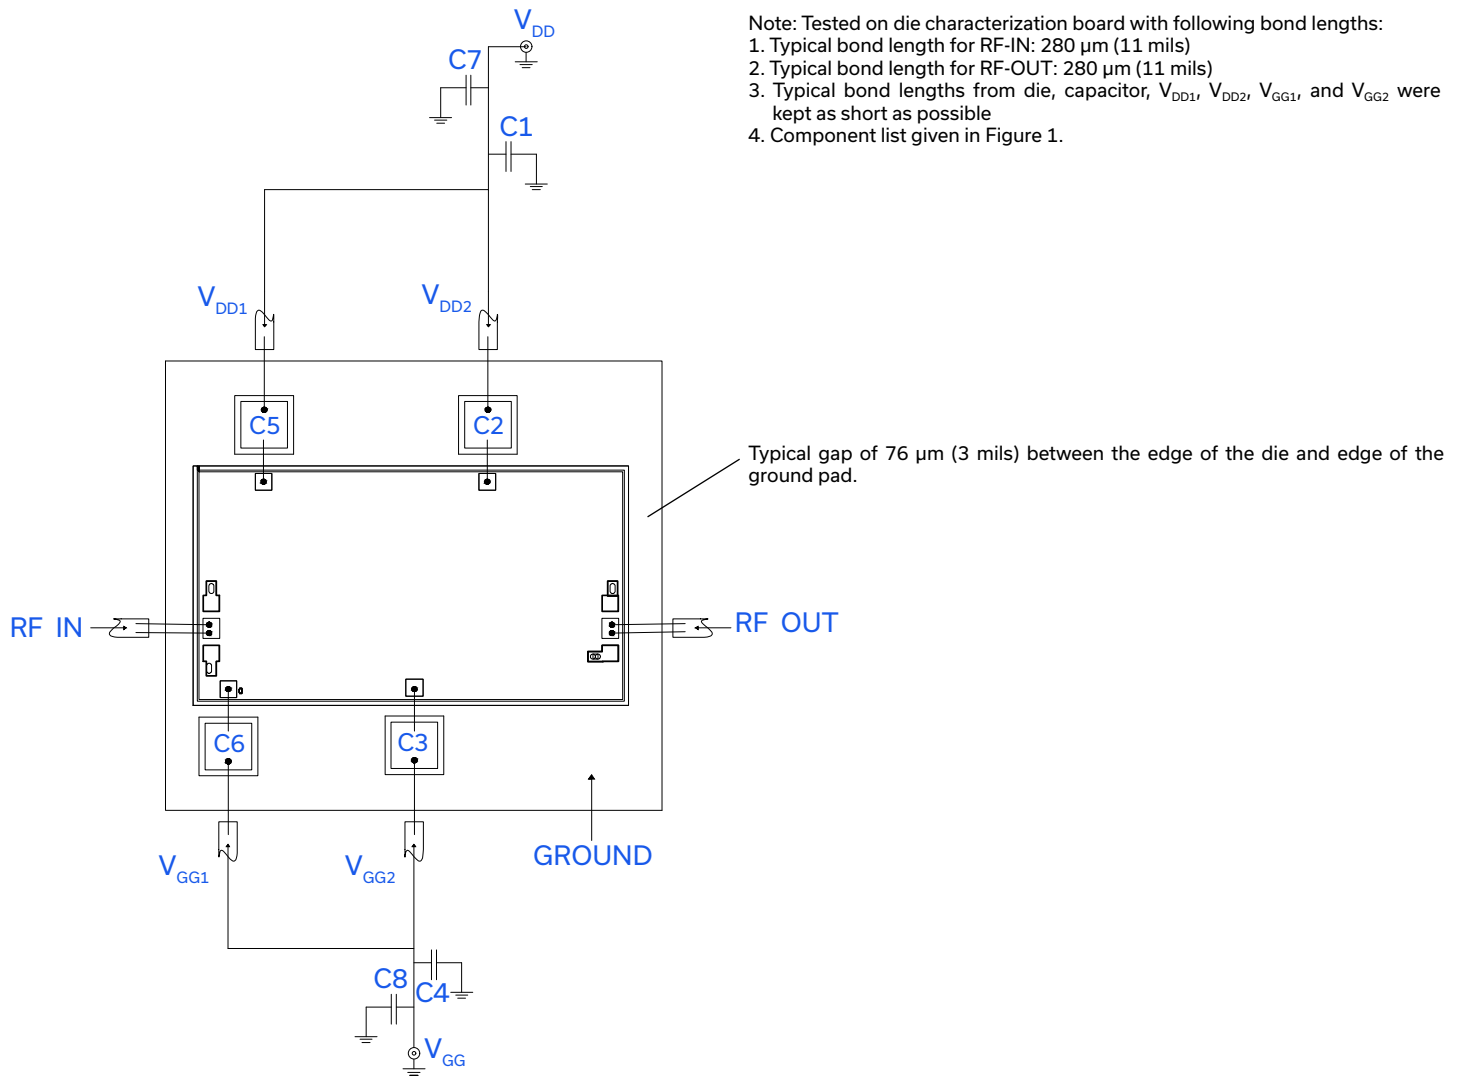 Note: Tested on die characterization board with following bond lengths:
1. Typical bond length for RF-IN: 280 µm (11 mils)
2. Typical bond length for RF-OUT: 280 µm (11 mils)
3. Typical bond lengths from die, capacitor, VDD1, VDD2, VGG1, and VGG2 were
kept as short as possible
4. Component list given in Figure 1.
VDD
C7
C1
VDD1
VDD2
C5
C2
Typical gap of 76 µm (3 mils) between the edge of the die and edge of the
ground pad.
RF IN
RF OUT
C6
C3
GROUND
VGG1
VGG2
C8
C4
VGG